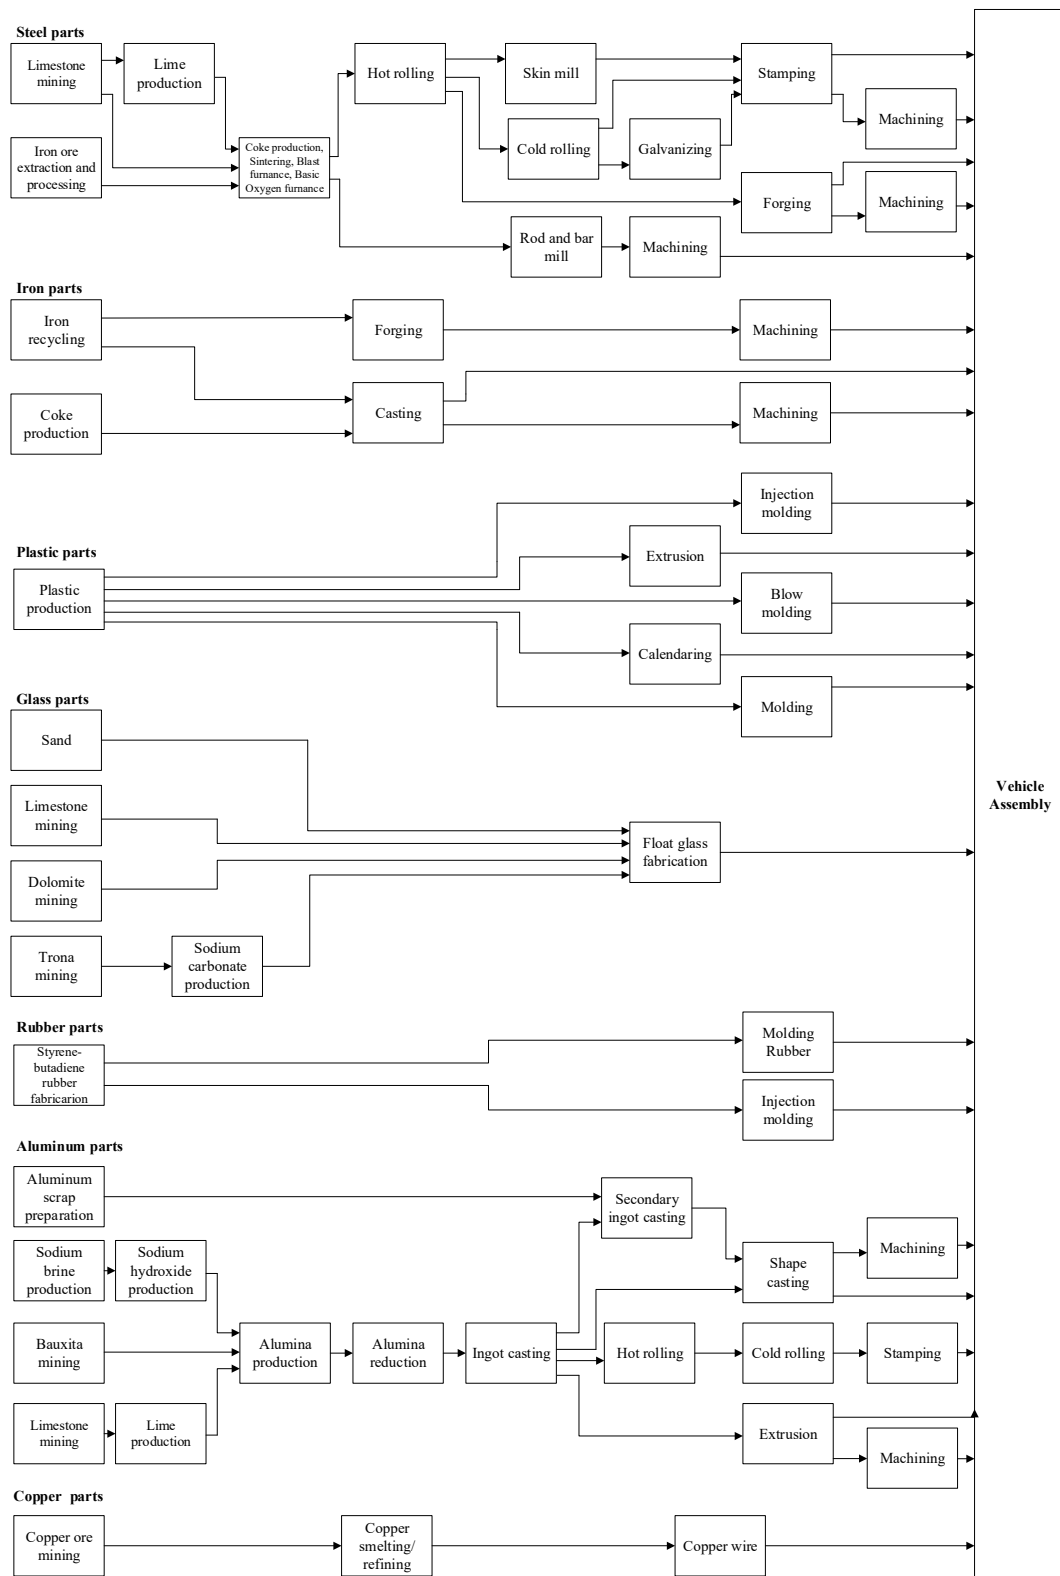 Steel parts
Limestone
mining
Lime
production
Hot rolling
Skin mill
Stamping
Machining
Iron ore
extraction and
processing
Coke production,
Sintering, Blast
furnance, Basic
Oxygen furnance
Cold rolling
Galvanizing
Forging
Machining
Rod and bar
mill
Machining
Iron parts
Iron
recycling
Forging
Machining
Coke
production
Casting
Machining
Injection
molding
Plastic parts
Plastic
production
Extrusion
Blow
molding
Calendaring
Molding
Glass parts
Sand
Limestone
mining
Dolomite
mining
Trona
mining
Sodium
carbonate
production
Float glass
fabrication
Vehicle
Assembly
Rubber parts
Styrene-
butadiene
rubber
fabricarion
Molding
Rubber
Injection
molding
Aluminum parts
Aluminum
scrap
preparation
Secondary
ingot casting
Sodium
brine
production
Sodium
hydroxide
production
Shape
casting
Machining
Bauxita
mining
Alumina
production
Alumina
reduction
Ingot casting
Hot rolling
Cold rolling
Stamping
Limestone
mining
Lime
production
Extrusion
Machining
Copper  parts
Copper ore
mining
Copper
smelting/
refining
Copper wire